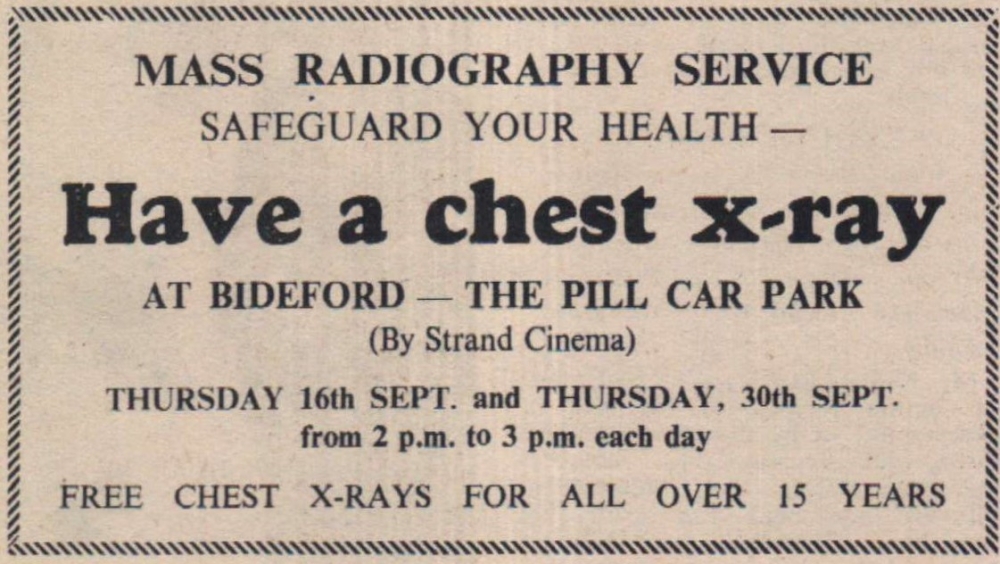 MASS RADIOGRAPHY SERVICE
SAFEGUARD YOUR HEALTH —
Have a chest x-ray
AT BIDEFORD — THE PILL CAR PARK
(By Strand Cinema)
THURSDAY 16th SEPT. and THURSDAY, 30th SEPT.
from 2 p.m. to 3 p.m. each day
FREE CHEST X-RAYS FOR ALL OVER 15 YEARS